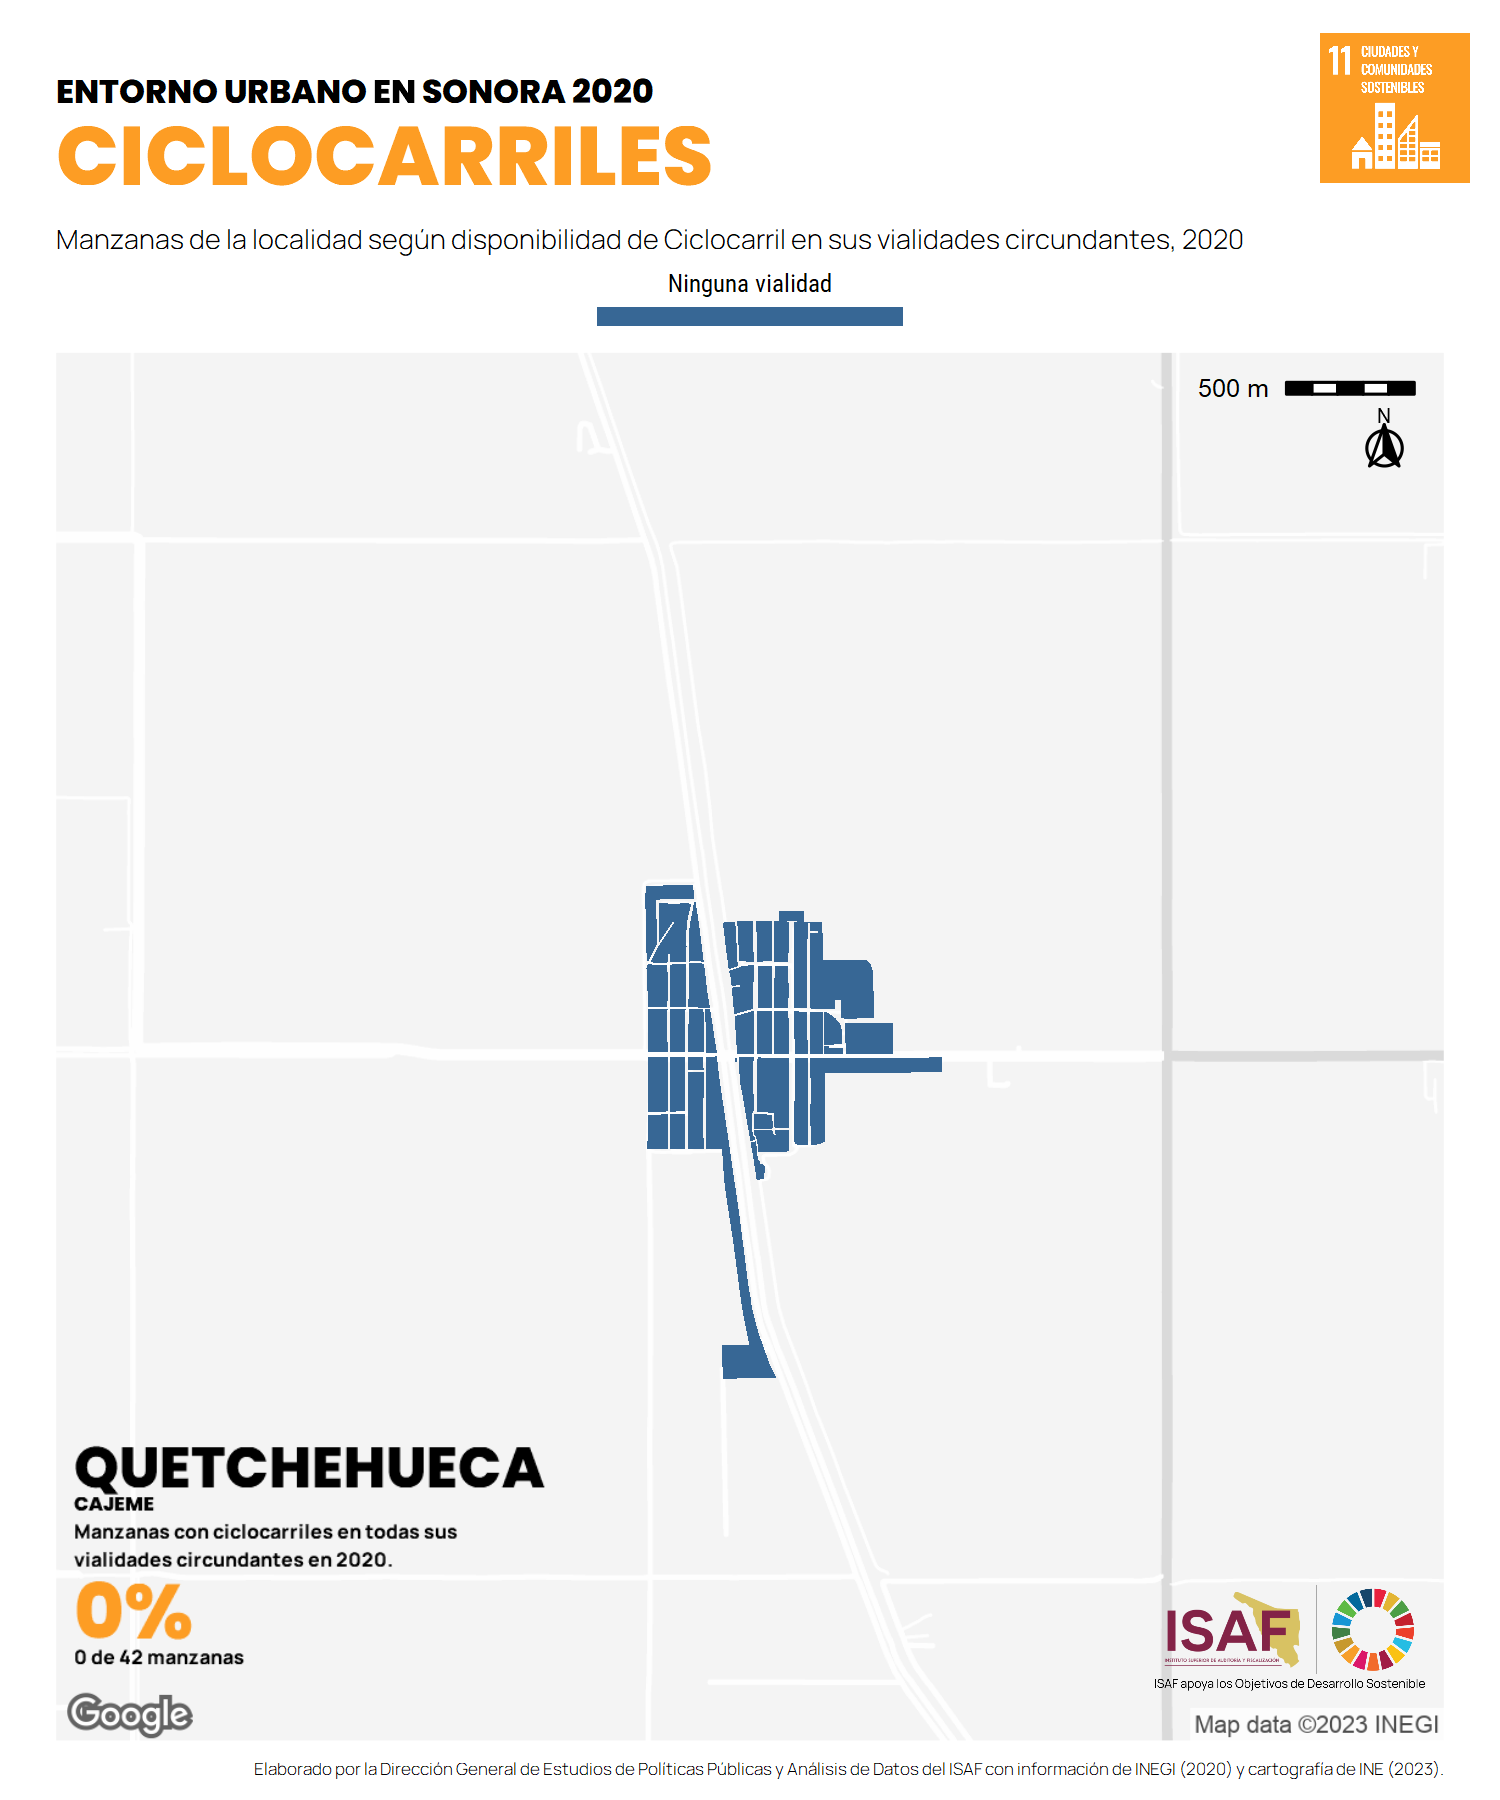 ENTORNO URBANO EN SONORA 2020
CICLOCARRILES
11 CIUDADES Y
COMUNIDADES
SOSTENIBLES
Manzanas de la localidad según disponibilidad de Ciclocarril en sus vialidades circundantes, 2020
Ninguna vialidad
500 m
N
QUETCHEHUECA
CAJEME
Manzanas con ciclocarriles en todas sus
vialidades circundantes en 2020.
0%
0 de 42 manzanas
Google
ISAF
INSTITUTO SUPERIOR DE AUDITORÍA Y FISCALIZACIÓN
ISAF apoya los Objetivos de Desarrollo Sostenible
Map data ©2023 INEGI
Elaborado por la Dirección General de Estudios de Políticas Públicas y Análisis de Datos del ISAF con información de INEGI (2020) y cartografía de INE (2023).